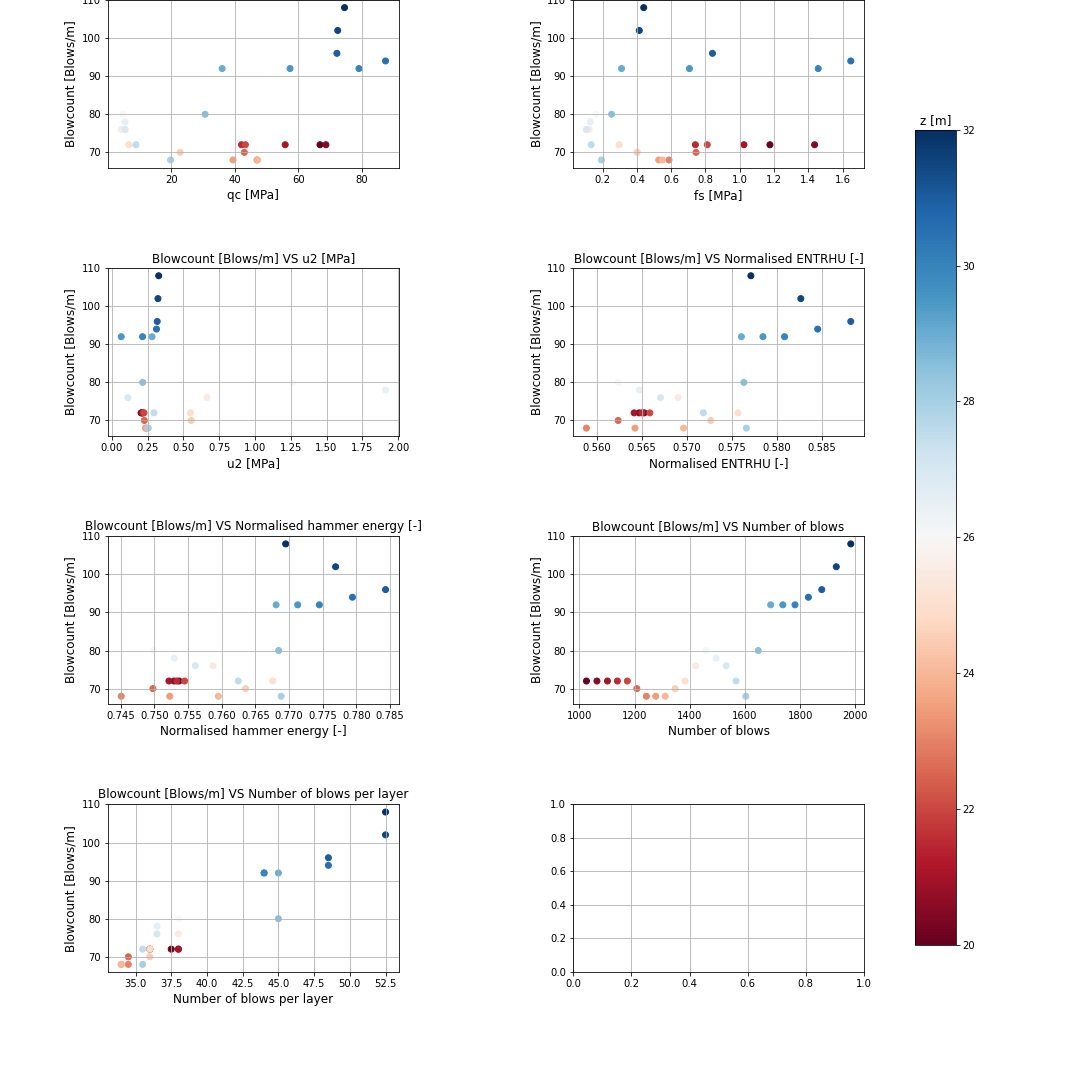 110
100
90
80
70
Blowcount [Blows/m]
20 40 60 80
qc [MPa]
110
100
90
80
70
Blowcount [Blows/m]
0.2 0.4 0.6 0.8 1.0 1.2 1.4 1.6
fs [MPa]
z [m]
32
30
28
26
24
22
20
Blowcount [Blows/m] VS u2 [MPa]
110
100
90
80
70
Blowcount [Blows/m]
0.00 0.25 0.50 0.75 1.00 1.25 1.50 1.75 2.00
u2 [MPa]
Blowcount [Blows/m] VS Normalised ENTRHU [-]
110
100
90
80
70
Blowcount [Blows/m]
0.560 0.565 0.570 0.575 0.580 0.585
Normalised ENTRHU [-]
Blowcount [Blows/m] VS Normalised hammer energy [-]
110
100
90
80
70
Blowcount [Blows/m]
0.745 0.750 0.755 0.760 0.765 0.770 0.775 0.780 0.785
Normalised hammer energy [-]
Blowcount [Blows/m] VS Number of blows
110
100
90
80
70
Blowcount [Blows/m]
1000 1200 1400 1600 1800 2000
Number of blows
Blowcount [Blows/m] VS Number of blows per layer
110
100
90
80
70
Blowcount [Blows/m]
35.0 37.5 40.0 42.5 45.0 47.5 50.0 52.5
Number of blows per layer
1.0
0.8
0.6
0.4
0.2
0.0
0.0 0.2 0.4 0.6 0.8 1.0